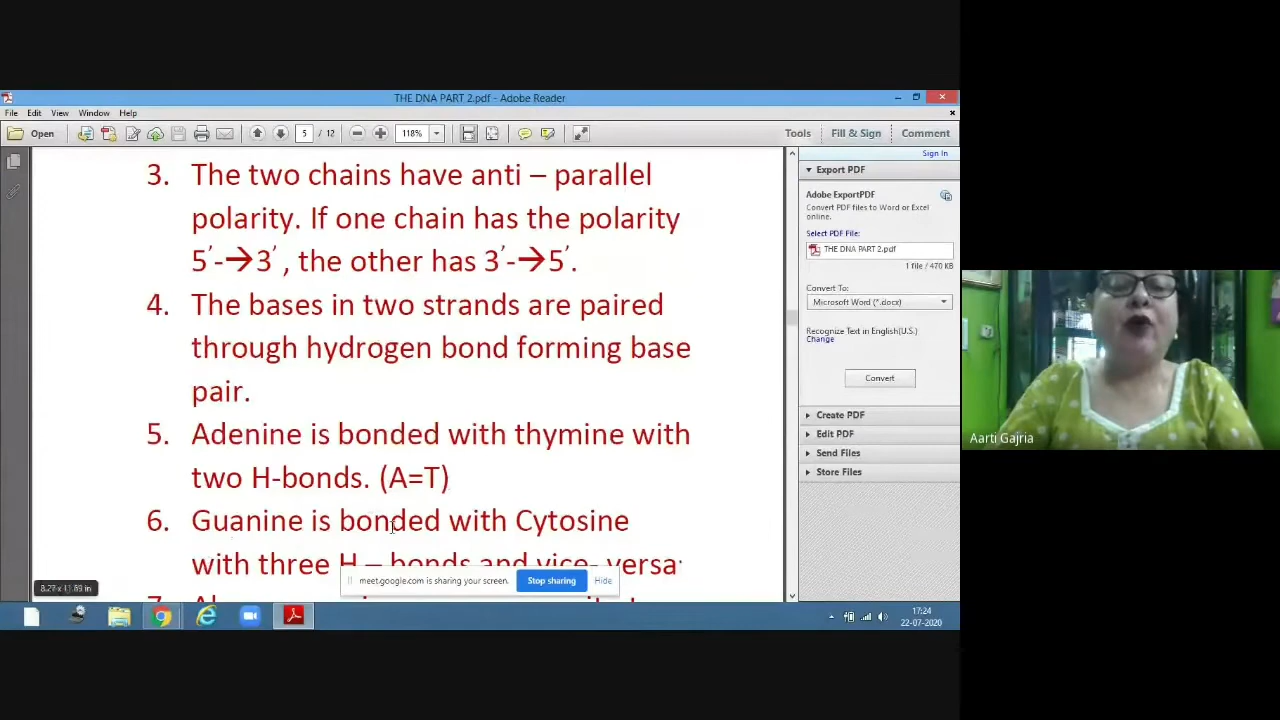 THE DNA PART 2.pdf - Adobe Reader
File Edit View Window Help
Open 5 / 12 118% Tools Fill & Sign Comment
3. The two chains have anti – parallel
polarity. If one chain has the polarity
5′-→3′ , the other has 3′-→5′.
4. The bases in two strands are paired
through hydrogen bond forming base
pair.
5. Adenine is bonded with thymine with
two H-bonds. (A=T)
6. Guanine is bonded with Cytosine
with three H – bonds and vice- versa.
7.
8.27 x 11.69 in
meet.google.com is sharing your screen. Stop sharing Hide
Sign In
Export PDF
Adobe ExportPDF
Convert PDF files to Word or Excel
online.
Select PDF File:
THE DNA PART 2.pdf
1 file / 470 KB
Convert To:
Microsoft Word (*.docx)
Recognize Text in English(U.S.)
Change
Convert
Create PDF
Edit PDF
Send Files
Store Files
17:24
22-07-2020
Aarti Gajria